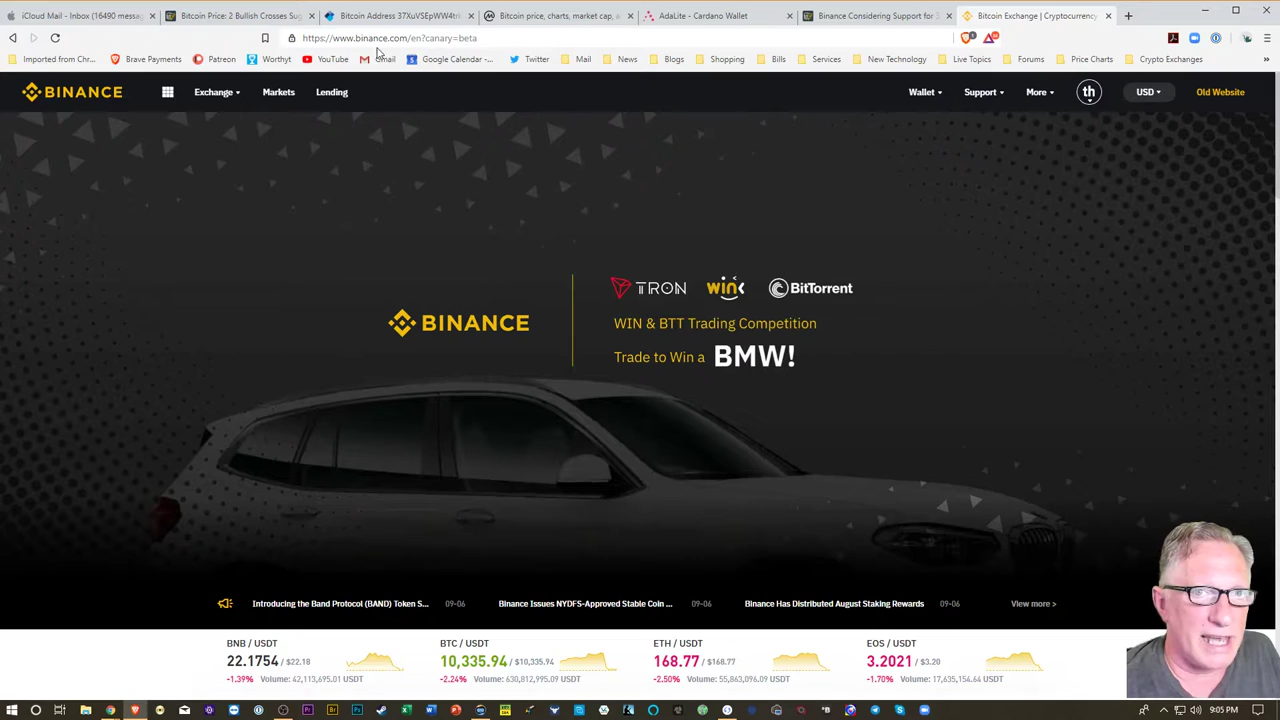 iCloud Mail - Inbox (16490 messag
Bitcoin Price: 2 Bullish Crosses Sug
Bitcoin Address 37XuVSEpWW4trk
Bitcoin price, charts, market cap, a
AdaLite - Cardano Wallet
Binance Considering Support for 3
Bitcoin Exchange | Cryptocurrency
https://www.binance.com/en?canary=beta
Imported from Chr...
Brave Payments
Patreon
Worthyt
YouTube
Gmail
Google Calendar -...
Twitter
Mail
News
Blogs
Shopping
Bills
Services
New Technology
Live Topics
Forums
Price Charts
Crypto Exchanges
BINANCE
Exchange
Markets
Lending
Wallet
Support
More
th
USD
Old Website
TRON
WINk
BitTorrent
BINANCE
WIN & BTT Trading Competition
Trade to Win a BMW!
Introducing the Band Protocol (BAND) Token S... 09-06
Binance Issues NYDFS-Approved Stable Coin ... 09-06
Binance Has Distributed August Staking Rewards 09-06
View more >
BNB / USDT
22.1754 / $22.18
-1.39% Volume: 42,113,695.01 USDT
BTC / USDT
10,335.94 / $10,335.94
-2.24% Volume: 630,812,995.09 USDT
ETH / USDT
168.77 / $168.77
-2.50% Volume: 55,863,096.09 USDT
EOS / USDT
3.2021 / $3.20
-1.70% Volume: 17,635,154.64 USDT
9:05 PM